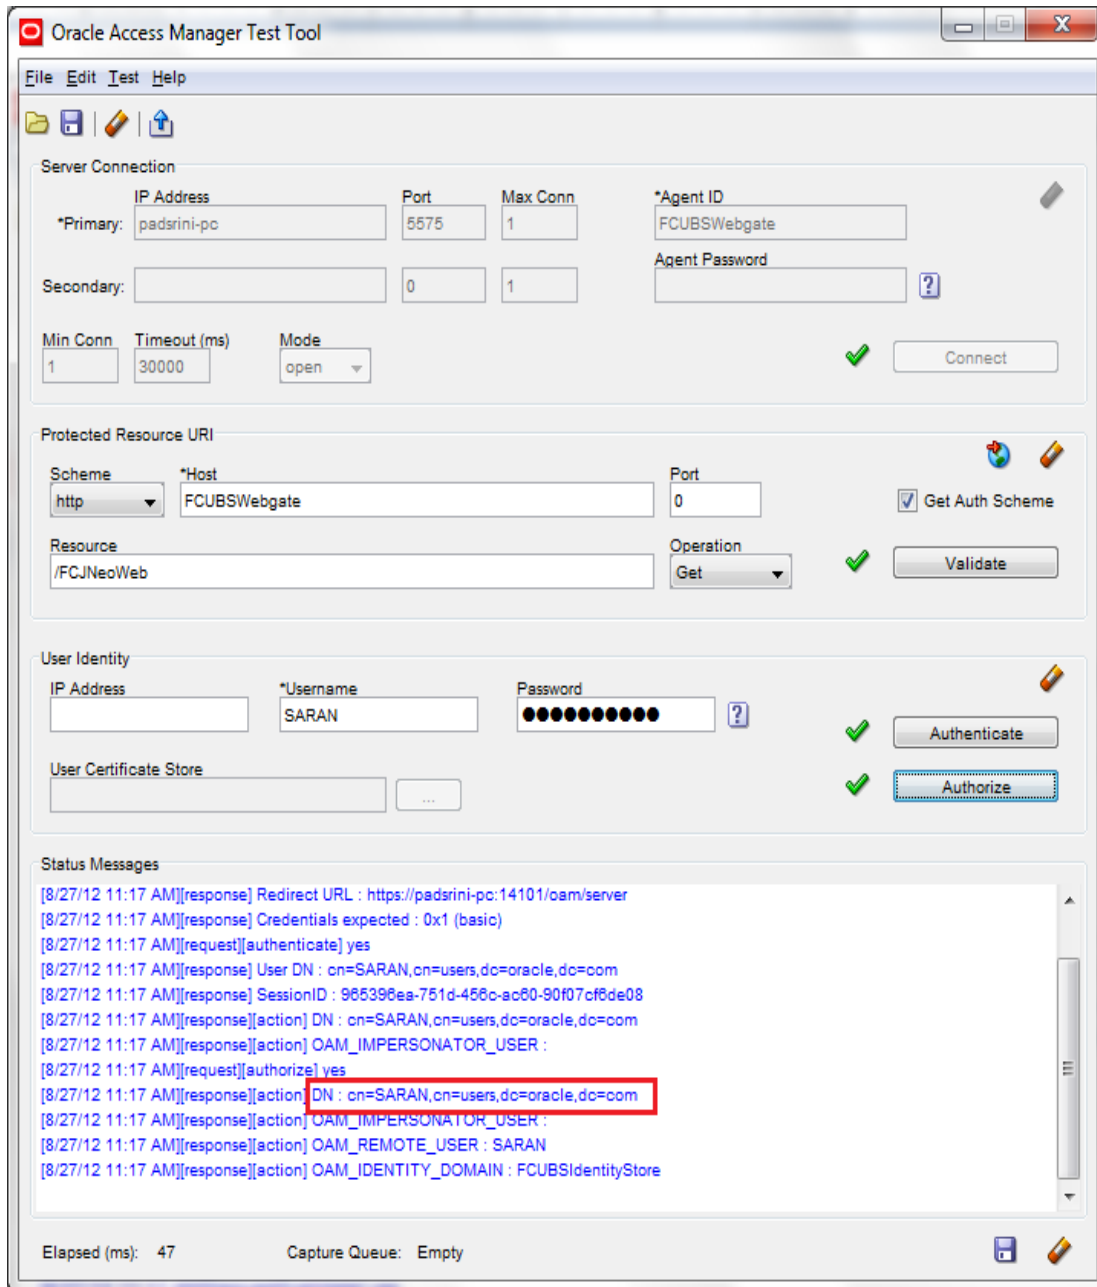 Oracle Access Manager Test Tool
File Edit Test Help
Server Connection
IP Address Port Max Conn *Agent ID
*Primary: padsrini-pc 5575 1 FCUBSWebgate
Agent Password
Secondary: 0 1
Min Conn Timeout (ms) Mode
1 30000 open Connect
Protected Resource URI
Scheme *Host Port
http FCUBSWebgate 0 Get Auth Scheme
Resource Operation
/FCJNeoWeb Get Validate
User Identity
IP Address *Username Password
SARAN
Authenticate
User Certificate Store
... Authorize
Status Messages
[8/27/12 11:17 AM][response] Redirect URL : https://padsrini-pc:14101/oam/server
[8/27/12 11:17 AM][response] Credentials expected : 0x1 (basic)
[8/27/12 11:17 AM][request][authenticate] yes
[8/27/12 11:17 AM][response] User DN : cn=SARAN,cn=users,dc=oracle,dc=com
[8/27/12 11:17 AM][response] SessionID : 965396ea-751d-456c-ac60-90f07cf6de08
[8/27/12 11:17 AM][response][action] DN : cn=SARAN,cn=users,dc=oracle,dc=com
[8/27/12 11:17 AM][response][action] OAM_IMPERSONATOR_USER :
[8/27/12 11:17 AM][request][authorize] yes
[8/27/12 11:17 AM][response][action] DN : cn=SARAN,cn=users,dc=oracle,dc=com
[8/27/12 11:17 AM][response][action] OAM_IMPERSONATOR_USER :
[8/27/12 11:17 AM][response][action] OAM_REMOTE_USER : SARAN
[8/27/12 11:17 AM][response][action] OAM_IDENTITY_DOMAIN : FCUBSIdentityStore
Elapsed (ms): 47 Capture Queue: Empty